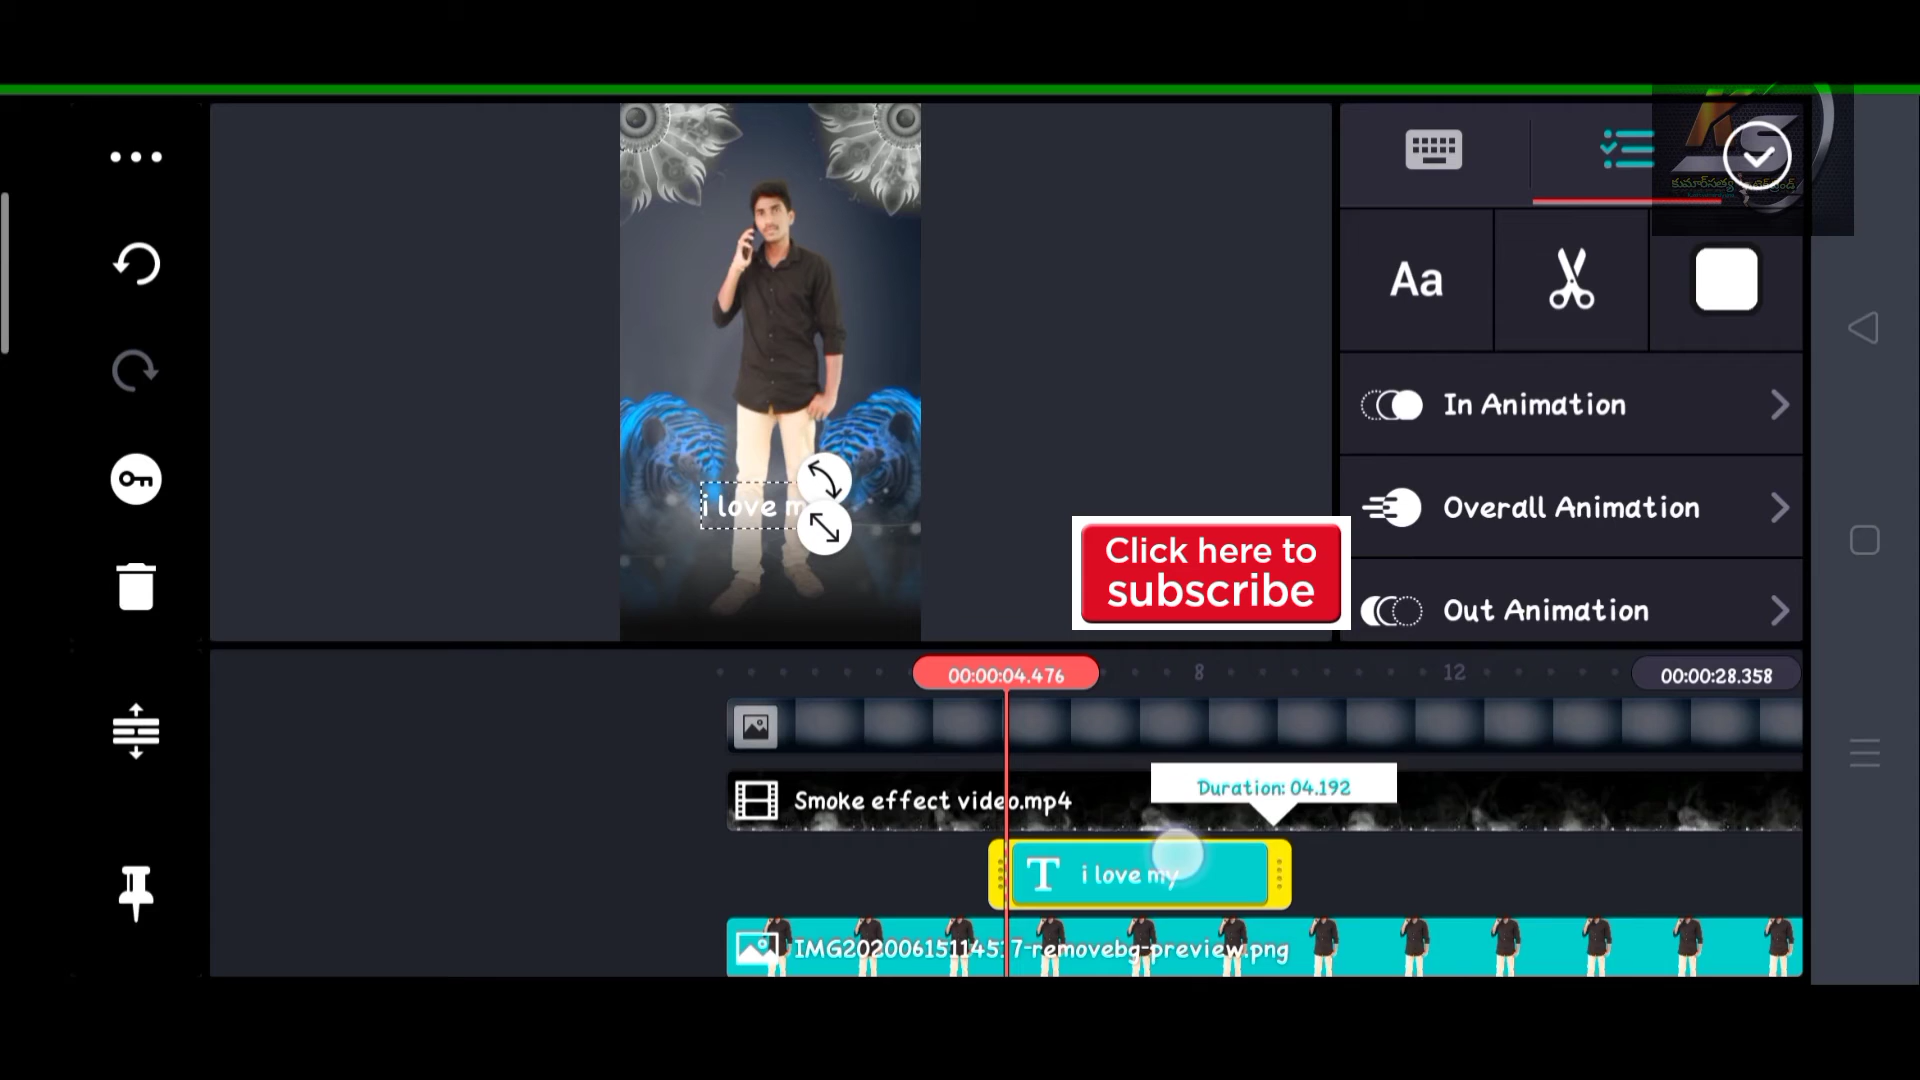 కుమార్‌సత్య
Aa
In Animation
Overall Animation
Out Animation
i love m
Click here to
subscribe
00:00:04.476
8
12
00:00:28.358
Smoke effect video.mp4
Duration: 04.192
T
i love my
IMG20200615114517-removebg-preview.png